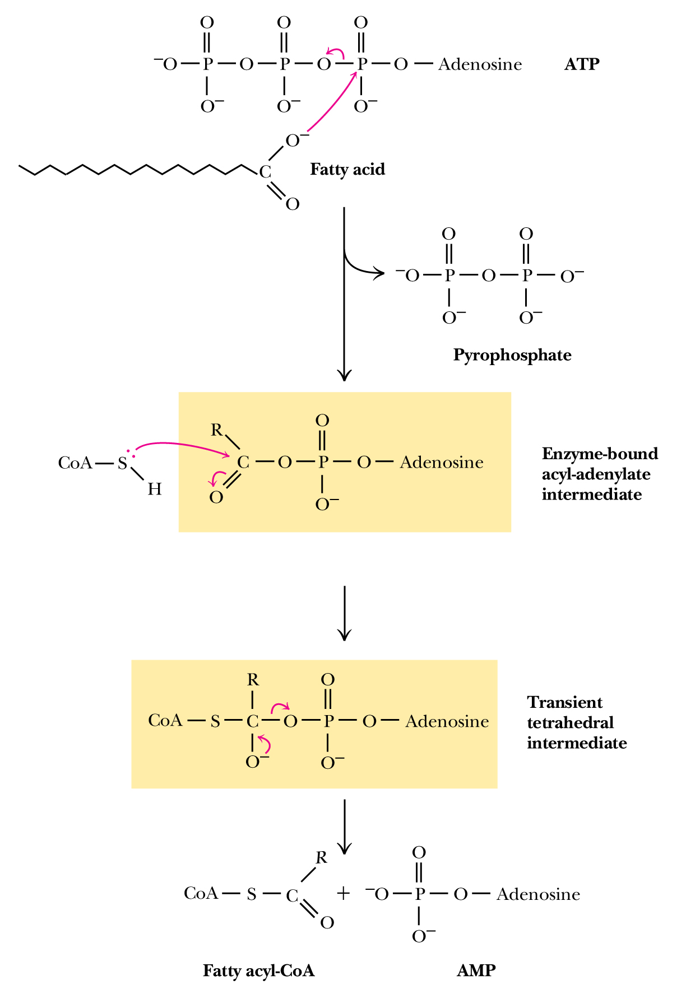 O O O
⁻O—P—O—P—O—P—O—Adenosine ATP
O⁻ O⁻ O⁻
O⁻
C Fatty acid
O
O O
⁻O—P—O—P—O⁻
O⁻ O⁻
Pyrophosphate
O
R
CoA—S: C—O—P—O—Adenosine
H O O⁻
Enzyme-bound
acyl-adenylate
intermediate
R O
CoA—S—C—O—P—O—Adenosine
O⁻ O⁻
Transient
tetrahedral
intermediate
R O
CoA—S—C + ⁻O—P—O—Adenosine
O O⁻
Fatty acyl-CoA AMP